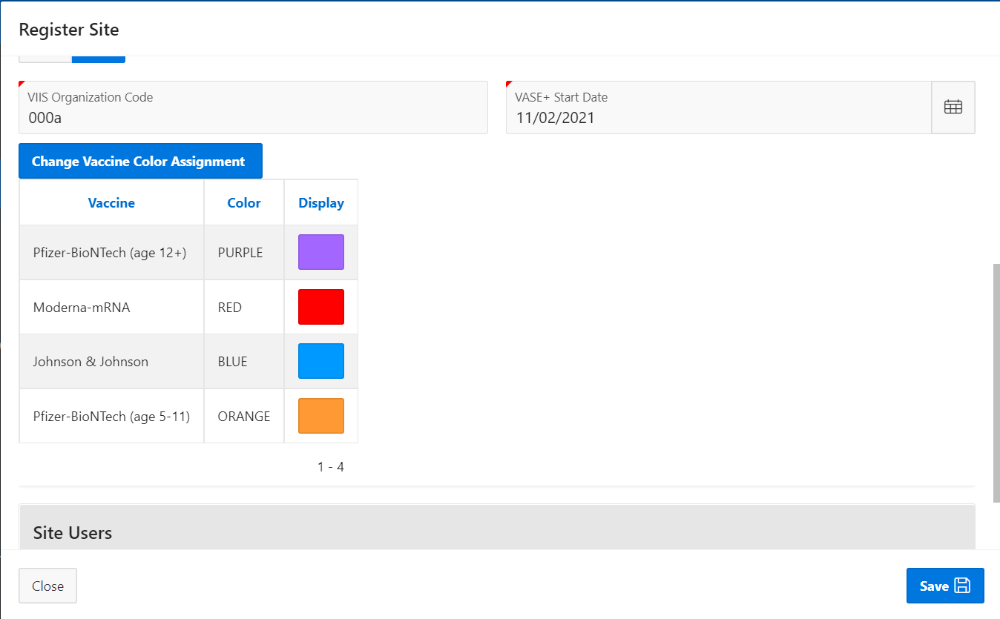 Register Site
VIIS Organization Code
000a
VASE+ Start Date
11/02/2021
Change Vaccine Color Assignment
Vaccine Color Display
Pfizer-BioNTech (age 12+) PURPLE
Moderna-mRNA RED
Johnson & Johnson BLUE
Pfizer-BioNTech (age 5-11) ORANGE
1 - 4
Site Users
Close
Save